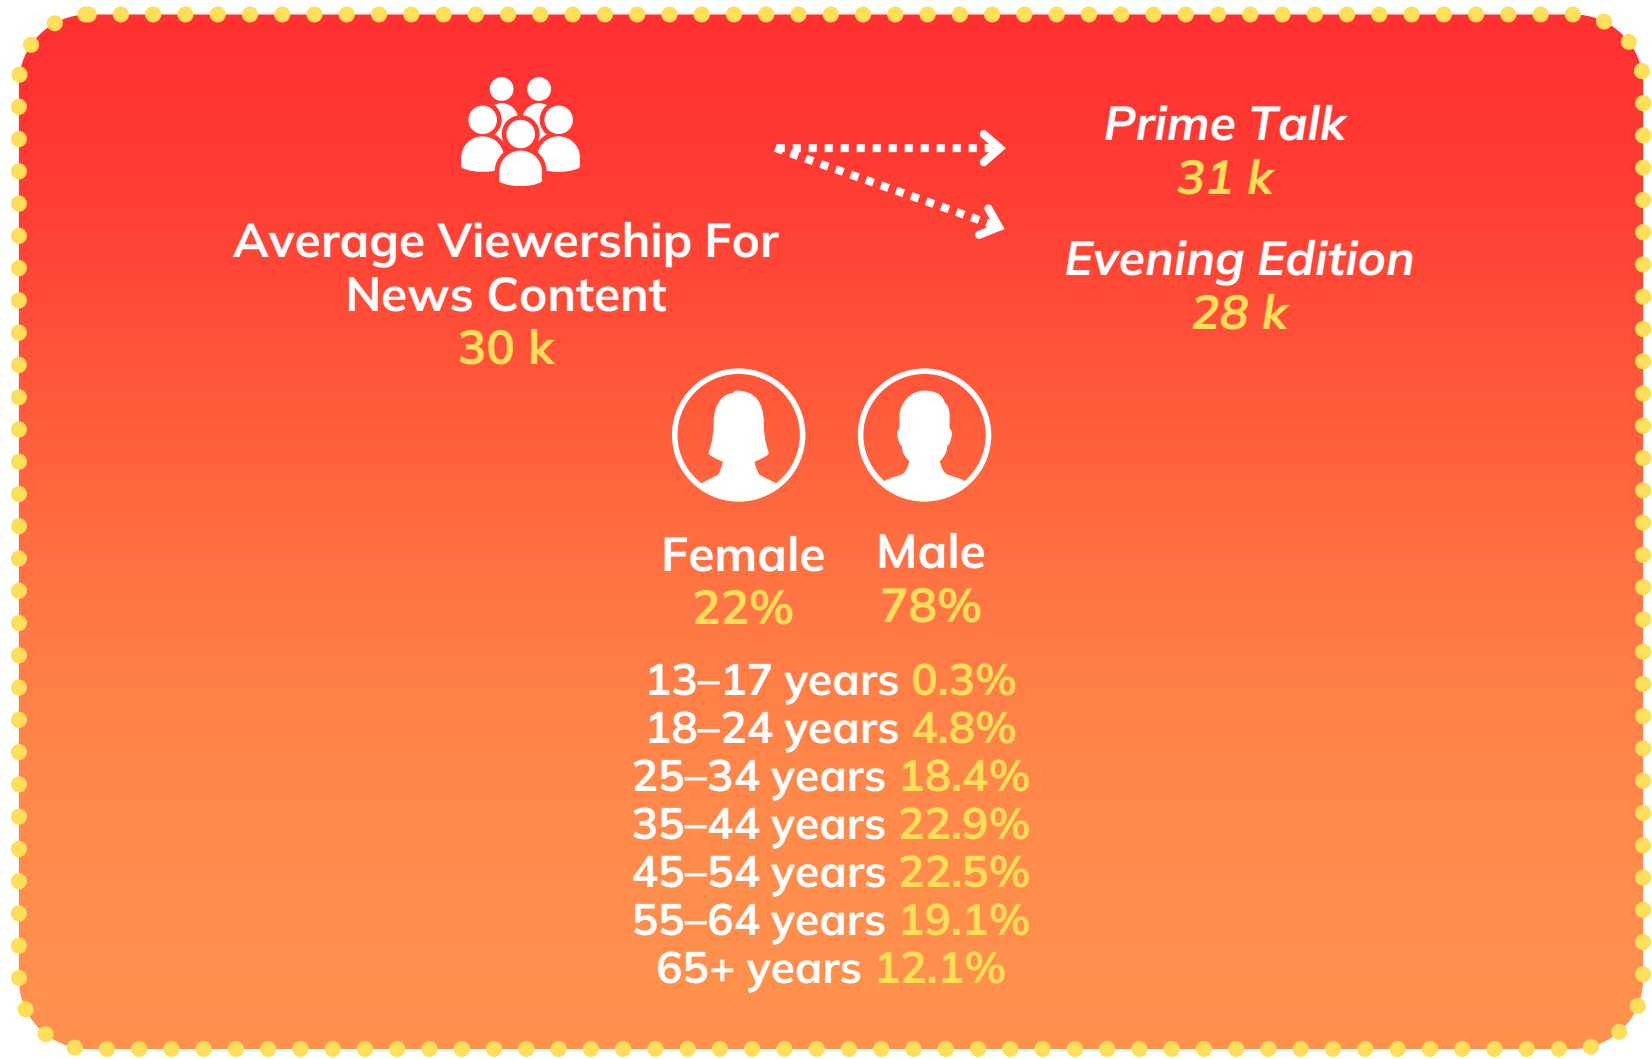 Average Viewership For
News Content
30 k
Prime Talk
31 k
Evening Edition
28 k
Female
22%
Male
78%
13–17 years 0.3%
18–24 years 4.8%
25–34 years 18.4%
35–44 years 22.9%
45–54 years 22.5%
55–64 years 19.1%
65+ years 12.1%